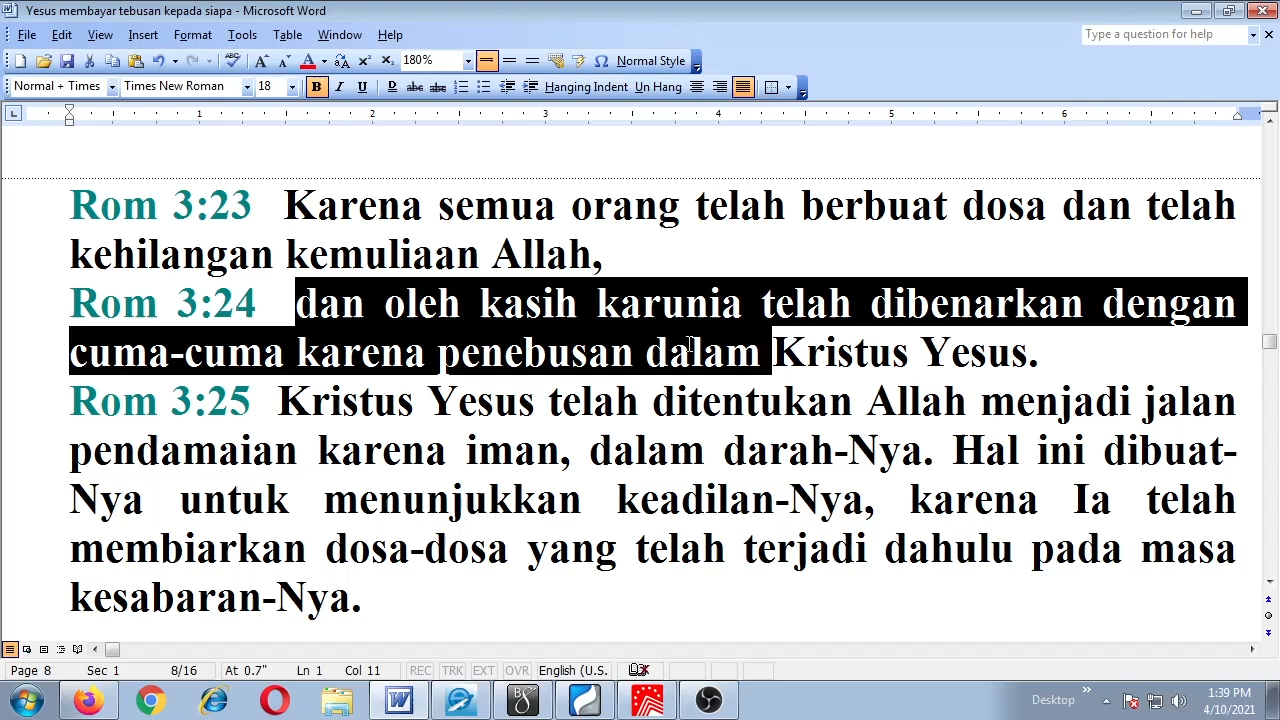 Yesus membayar tebusan kepada siapa - Microsoft Word
File Edit View Insert Format Tools Table Window Help
Type a question for help
180% Normal Style
Normal + Times Times New Roman 18 B I U Hanging Indent Un Hang
1 2 3 4 5 6
Rom 3:23 Karena semua orang telah berbuat dosa dan telah
kehilangan kemuliaan Allah,
Rom 3:24 dan oleh kasih karunia telah dibenarkan dengan
cuma-cuma karena penebusan dalam Kristus Yesus.
Rom 3:25 Kristus Yesus telah ditentukan Allah menjadi jalan
pendamaian karena iman, dalam darah-Nya. Hal ini dibuat-
Nya untuk menunjukkan keadilan-Nya, karena Ia telah
membiarkan dosa-dosa yang telah terjadi dahulu pada masa
kesabaran-Nya.
Page 8 Sec 1 8/16 At 0.7" Ln 1 Col 11 REC TRK EXT OVR English (U.S.
Desktop
1:39 PM
4/10/2021